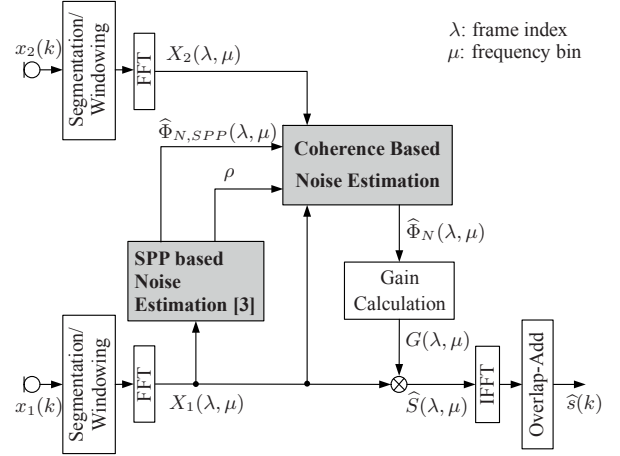 λ: frame index
μ: frequency bin
x₂(k)
Segmentation/
Windowing
FFT
X₂(λ, μ)
Φ̂_{N,SPP}(λ, μ)
ρ
Coherence Based
Noise Estimation
Φ̂_N(λ, μ)
SPP based
Noise
Estimation [3]
Gain
Calculation
G(λ, μ)
x₁(k)
Segmentation/
Windowing
FFT
X₁(λ, μ)
Ŝ(λ, μ)
IFFT
Overlap-Add
ŝ(k)